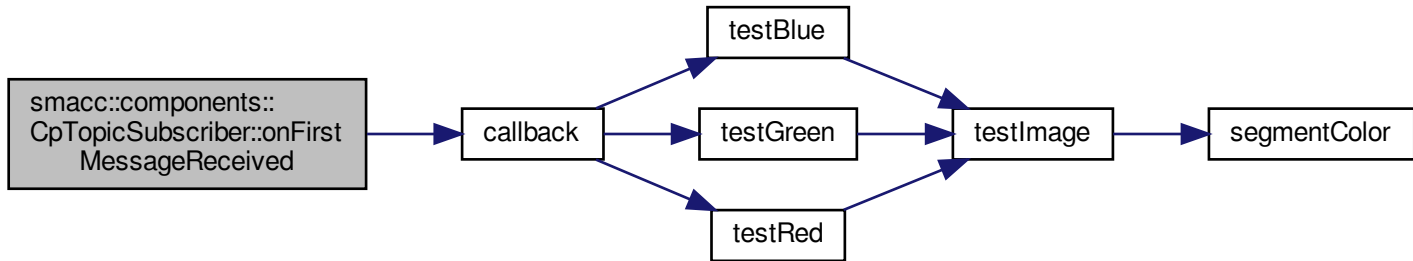 smacc::components::
CpTopicSubscriber::onFirst
MessageReceived
callback
testBlue
testGreen
testRed
testImage
segmentColor